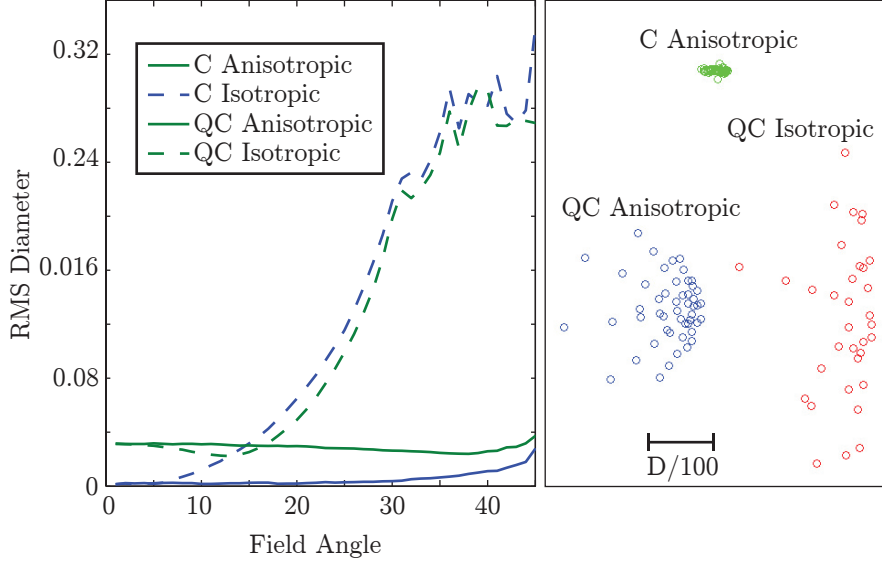 0.32
0.24
0.016
0.08
0
RMS Diameter
C Anisotropic
C Isotropic
QC Anisotropic
QC Isotropic
0 10 20 30 40
Field Angle
C Anisotropic
QC Isotropic
QC Anisotropic
D/100